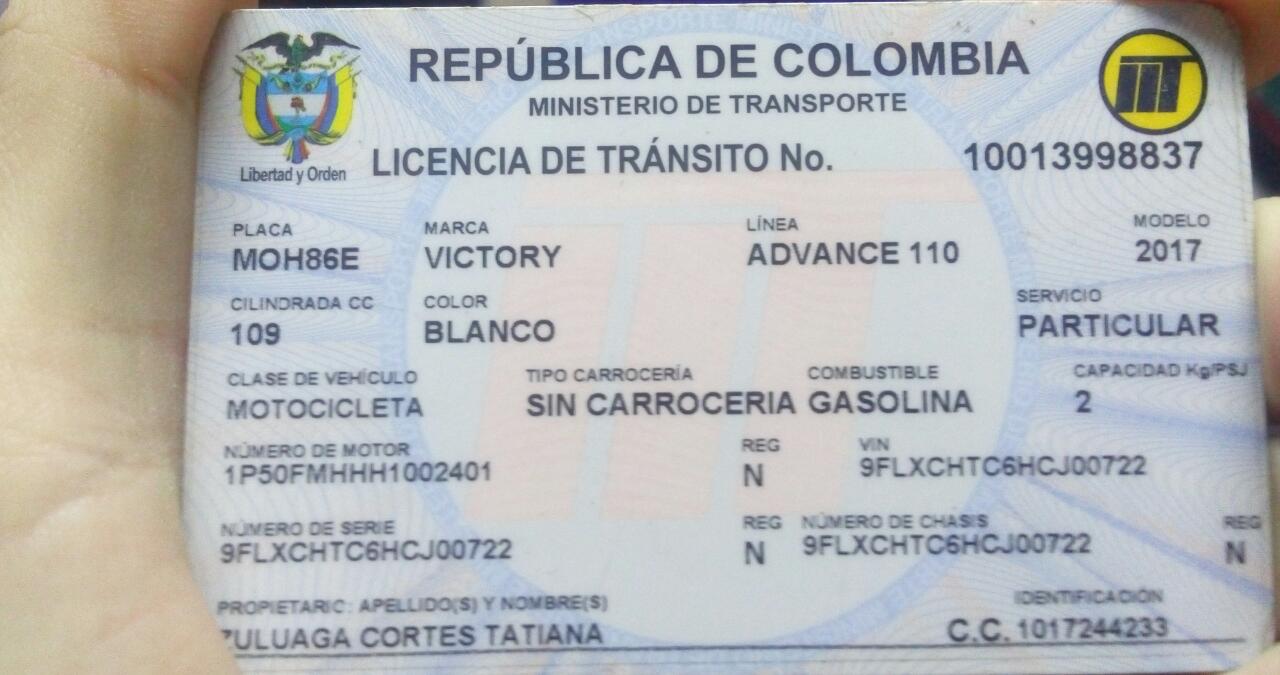 REPÚBLICA DE COLOMBIA
MINISTERIO DE TRANSPORTE
Libertad y Orden
LICENCIA DE TRÁNSITO No. 10013998837
PLACA MARCA LÍNEA MODELO
MOH86E VICTORY ADVANCE 110 2017
CILINDRADA CC COLOR SERVICIO
109 BLANCO PARTICULAR
CLASE DE VEHÍCULO TIPO CARROCERÍA COMBUSTIBLE CAPACIDAD Kg/PSJ
MOTOCICLETA SIN CARROCERIA GASOLINA 2
NÚMERO DE MOTOR REG VIN
1P50FMHHH1002401 N 9FLXCHTC6HCJ00722
NÚMERO DE SERIE REG NÚMERO DE CHASIS REG
9FLXCHTC6HCJ00722 N 9FLXCHTC6HCJ00722 N
PROPIETARIO: APELLIDO(S) Y NOMBRE(S) IDENTIFICACIÓN
ZULUAGA CORTES TATIANA C.C. 1017244233